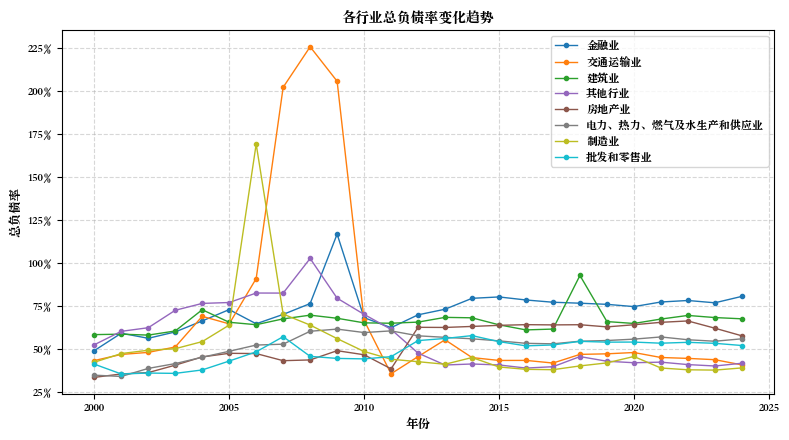 各行业总负债率变化趋势
金融业
交通运输业
建筑业
其他行业
房地产业
电力、热力、燃气及水生产和供应业
制造业
批发和零售业
225%
200%
175%
150%
125%
100%
75%
50%
25%
总负债率
2000
2005
2010
2015
2020
2025
年份